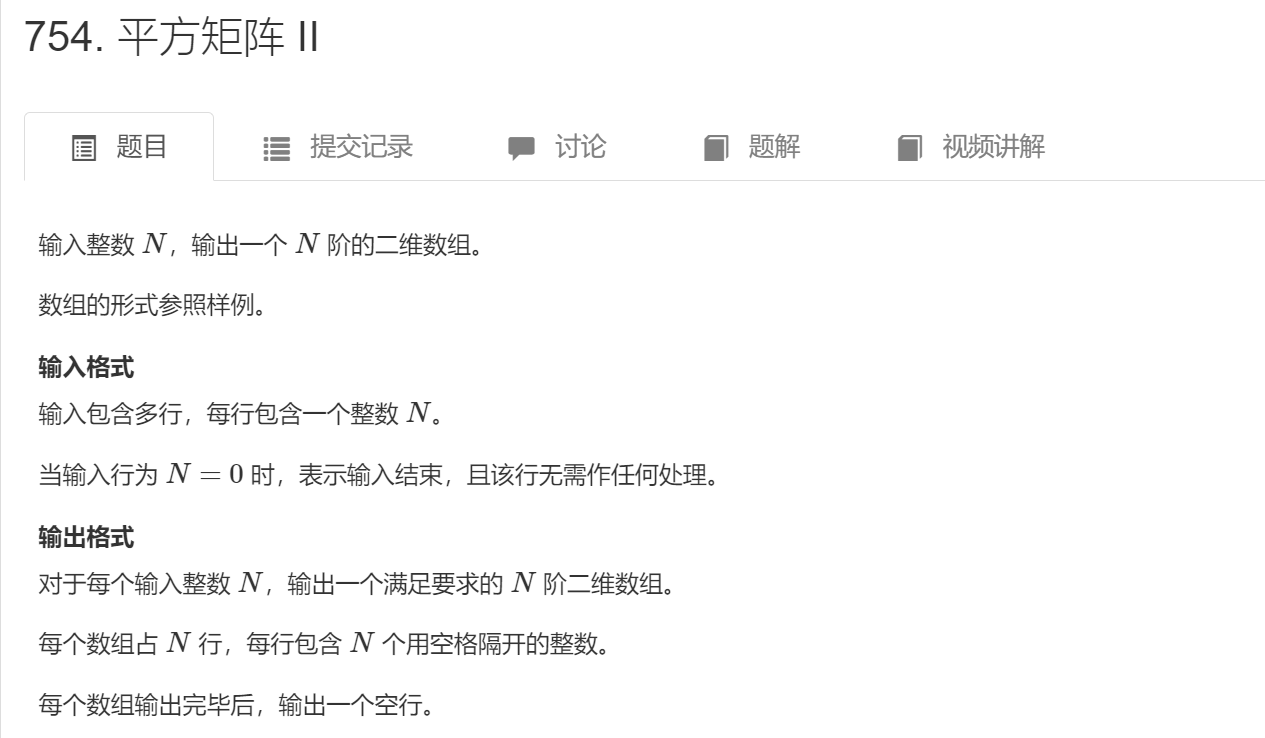 754. 平方矩阵 II
题目 提交记录 讨论 题解 视频讲解
输入整数 N，输出一个 N 阶的二维数组。
数组的形式参照样例。
输入格式
输入包含多行，每行包含一个整数 N。
当输入行为 N = 0 时，表示输入结束，且该行无需作任何处理。
输出格式
对于每个输入整数 N，输出一个满足要求的 N 阶二维数组。
每个数组占 N 行，每行包含 N 个用空格隔开的整数。
每个数组输出完毕后，输出一个空行。